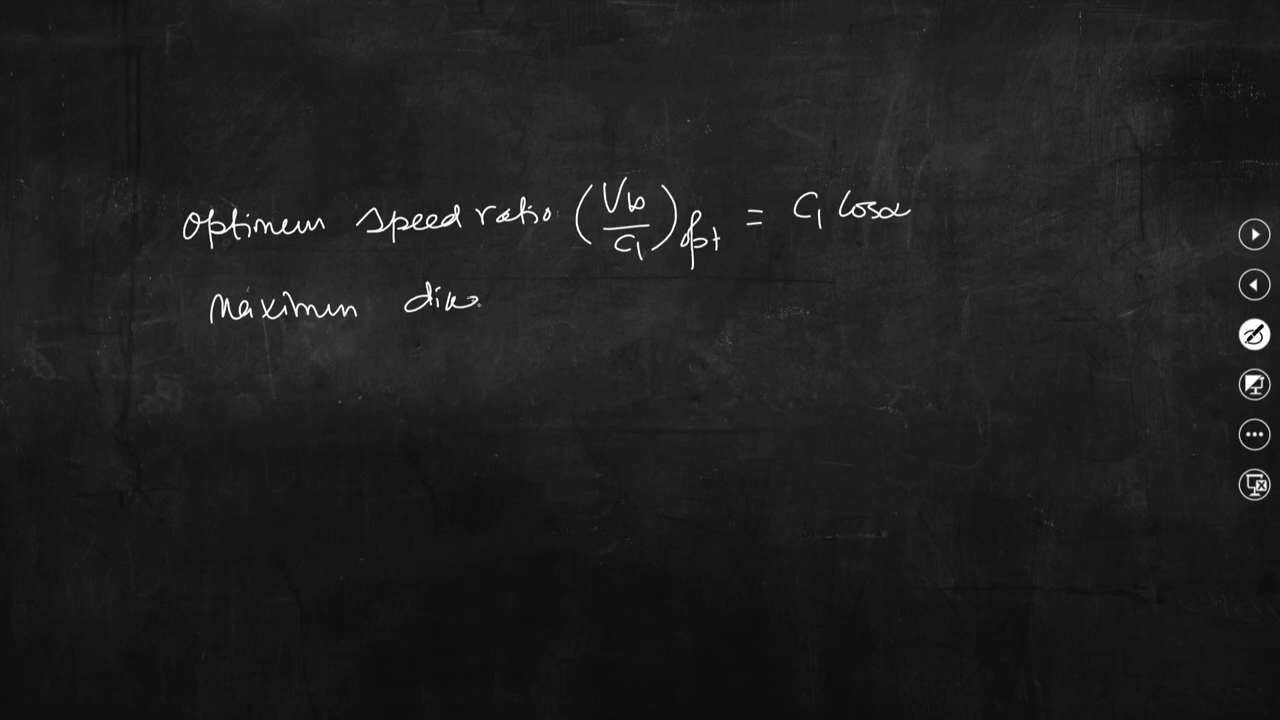 optimum speed ratio (Vb/C1)opt = C1 cosα
maximum dia.